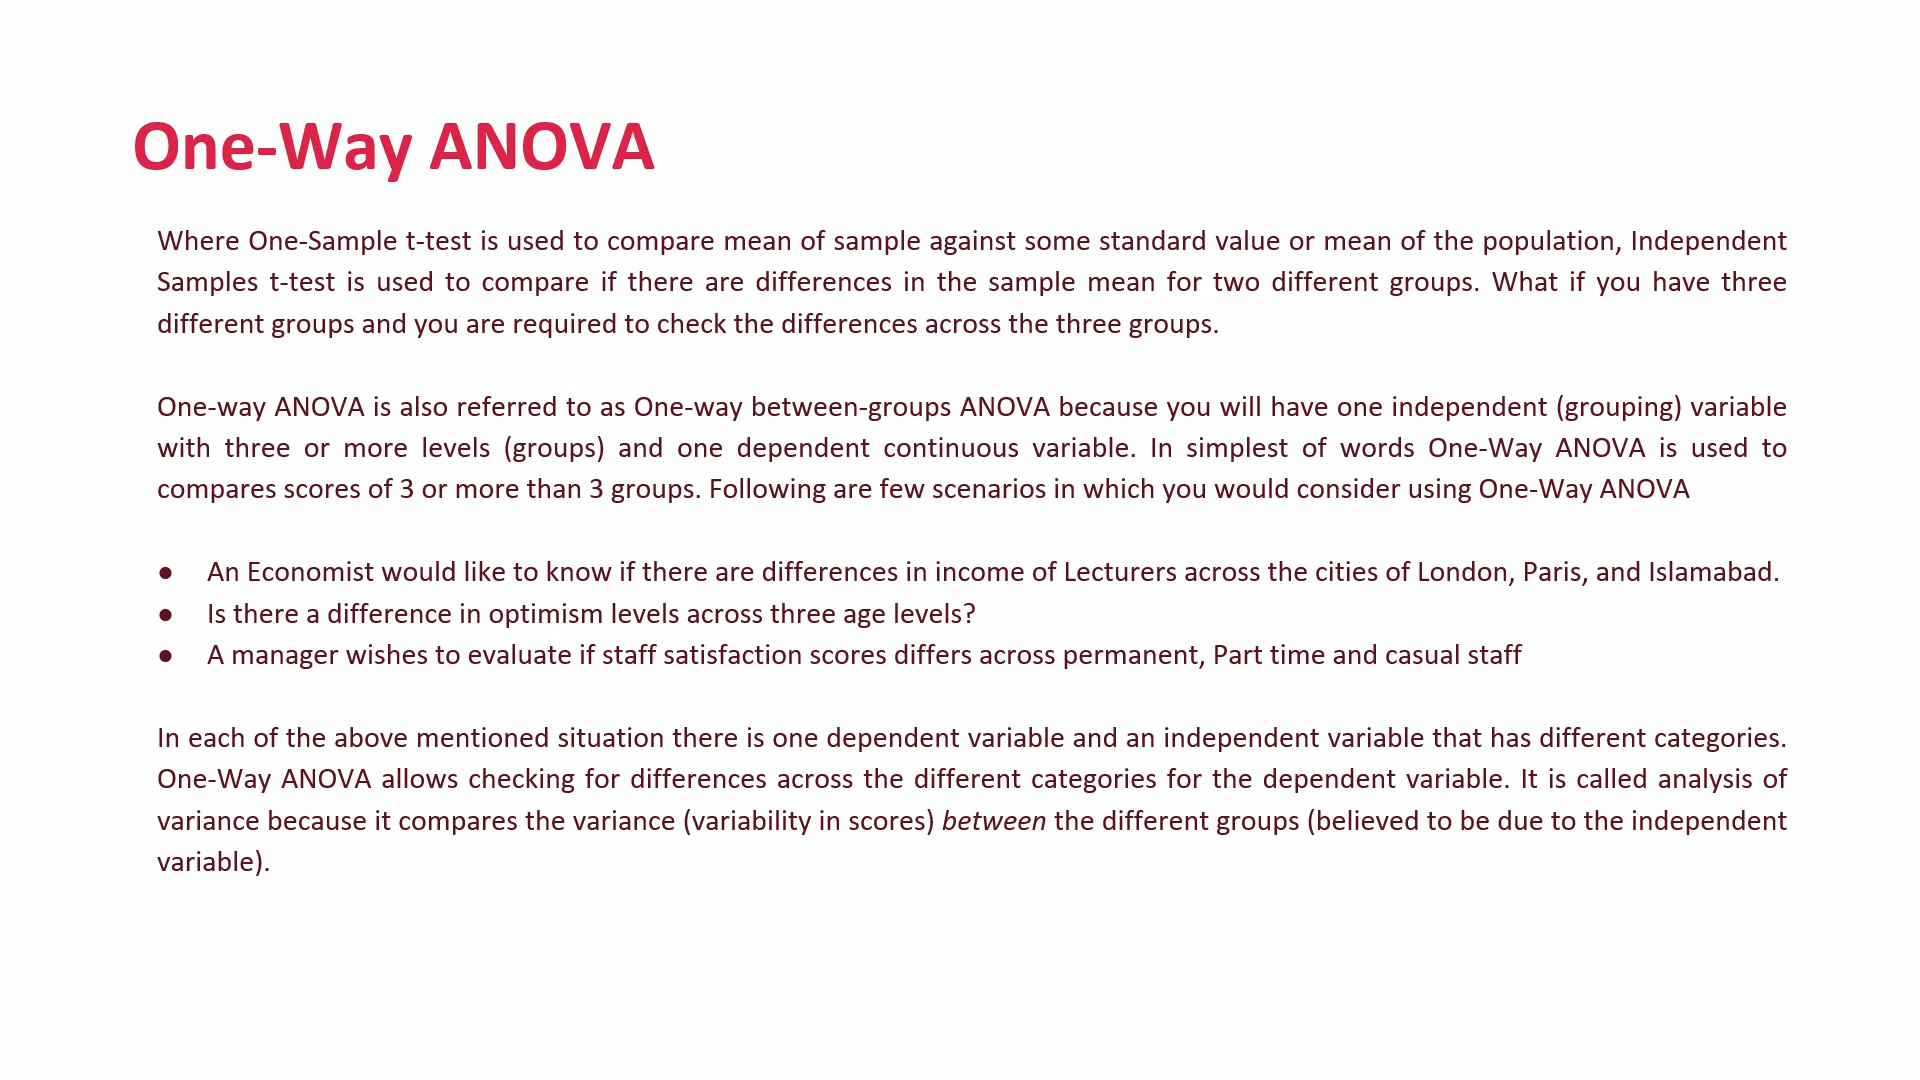 One-Way ANOVA
Where One-Sample t-test is used to compare mean of sample against some standard value or mean of the population, Independent
Samples t-test is used to compare if there are differences in the sample mean for two different groups. What if you have three
different groups and you are required to check the differences across the three groups.
One-way ANOVA is also referred to as One-way between-groups ANOVA because you will have one independent (grouping) variable
with three or more levels (groups) and one dependent continuous variable. In simplest of words One-Way ANOVA is used to
compares scores of 3 or more than 3 groups. Following are few scenarios in which you would consider using One-Way ANOVA
● An Economist would like to know if there are differences in income of Lecturers across the cities of London, Paris, and Islamabad.
● Is there a difference in optimism levels across three age levels?
● A manager wishes to evaluate if staff satisfaction scores differs across permanent, Part time and casual staff
In each of the above mentioned situation there is one dependent variable and an independent variable that has different categories.
One-Way ANOVA allows checking for differences across the different categories for the dependent variable. It is called analysis of
variance because it compares the variance (variability in scores) between the different groups (believed to be due to the independent
variable).